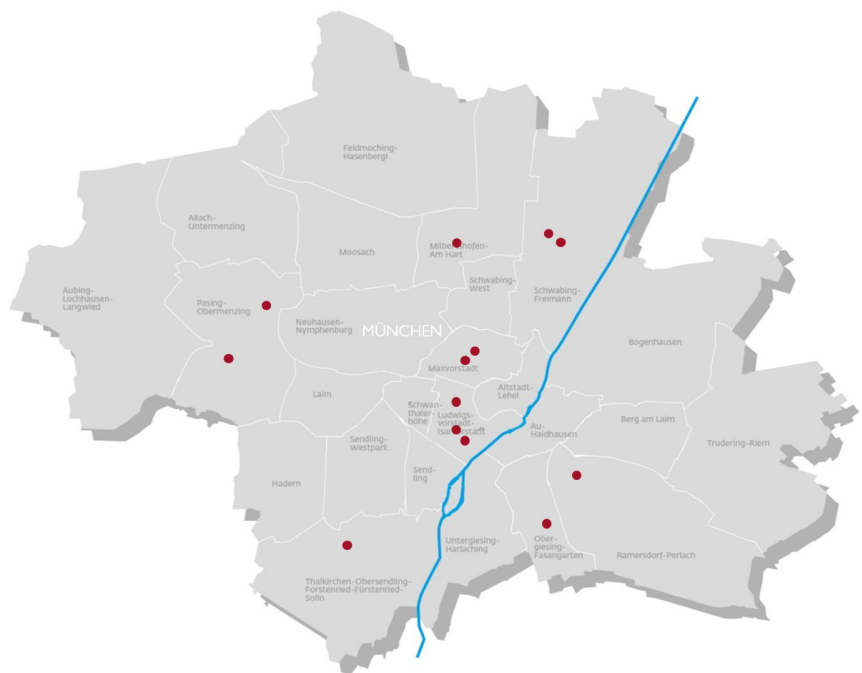 Feldmoching-
Hasenbergl
Allach-
Untermenzing
Moosach
Milbertshofen-
Am Hart
Schwabing-
West
Schwabing-
Freimann
Aubing-
Lochhausen-
Langwied
Pasing-
Obermenzing
Neuhausen-
Nymphenburg
MÜNCHEN
Bogenhausen
Maxvorstadt
Altstadt-
Lehel
Laim
Schwan-
thaler-
höhe
Ludwigs-
vorstadt-
Isarvorstadt
Au-
Haidhausen
Berg am Laim
Trudering-Riem
Sendling-
Westpark
Send-
ling
Hadern
Untergiesing-
Harlaching
Ober-
giesing-
Fasangarten
Ramersdorf-Perlach
Thalkirchen-Obersendling-
Forstenried-Fürstenried-
Solln